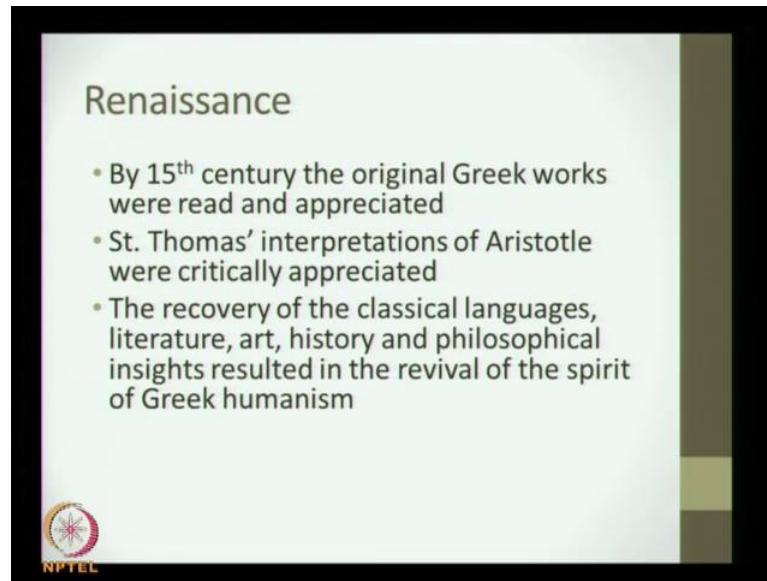 Renaissance
• By 15th century the original Greek works
were read and appreciated
• St. Thomas’ interpretations of Aristotle
were critically appreciated
• The recovery of the classical languages,
literature, art, history and philosophical
insights resulted in the revival of the spirit
of Greek humanism
NPTEL